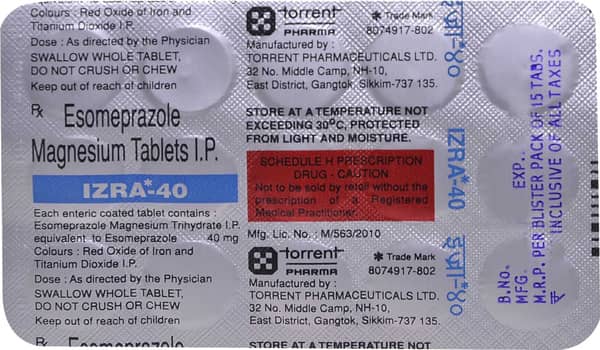 Colours : Red Oxide of Iron and
Titanium Dioxide I.P.
Dose : As directed by the Physician
SWALLOW WHOLE TABLET,
DO NOT CRUSH OR CHEW
Keep out of reach of children
Rx Esomeprazole
Magnesium Tablets I.P.
IZRA*-40
Each enteric coated tablet contains :
Esomeprazole Magnesium Trihydrate I.P.
equivalent to Esomeprazole 40 mg
Colours : Red Oxide of Iron and
Titanium Dioxide I.P.
Dose : As directed by the Physician
SWALLOW WHOLE TABLET,
DO NOT CRUSH OR CHEW
Keep out of reach of children
Rx Esomeprazole
torrent
PHARMA
* Trade Mark
8074917-802
Manufactured by :
TORRENT PHARMACEUTICALS LTD.
32 No. Middle Camp, NH-10,
East District, Gangtok, Sikkim-737 135.
STORE AT A TEMPERATURE NOT
EXCEEDING 30°C, PROTECTED
FROM LIGHT AND MOISTURE.
SCHEDULE H PRESCRIPTION
DRUG - CAUTION
Not to be sold by retail without the
prescription of a Registered
Medical Practitioner.
Mfg. Lic. No. : M/563/2010
torrent
PHARMA
* Trade Mark
8074917-802
Manufactured by :
TORRENT PHARMACEUTICALS LTD.
32 No. Middle Camp, NH-10,
East District, Gangtok, Sikkim-737 135.
STORE AT A TEMPERATURE NOT
इज़्रा*-४०
IZRA*-40
इज़्रा*-४०
B.No.
MFG. EXP.
M.R.P. PER BLISTER PACK OF 15 TABS.
₹ INCLUSIVE OF ALL TAXES